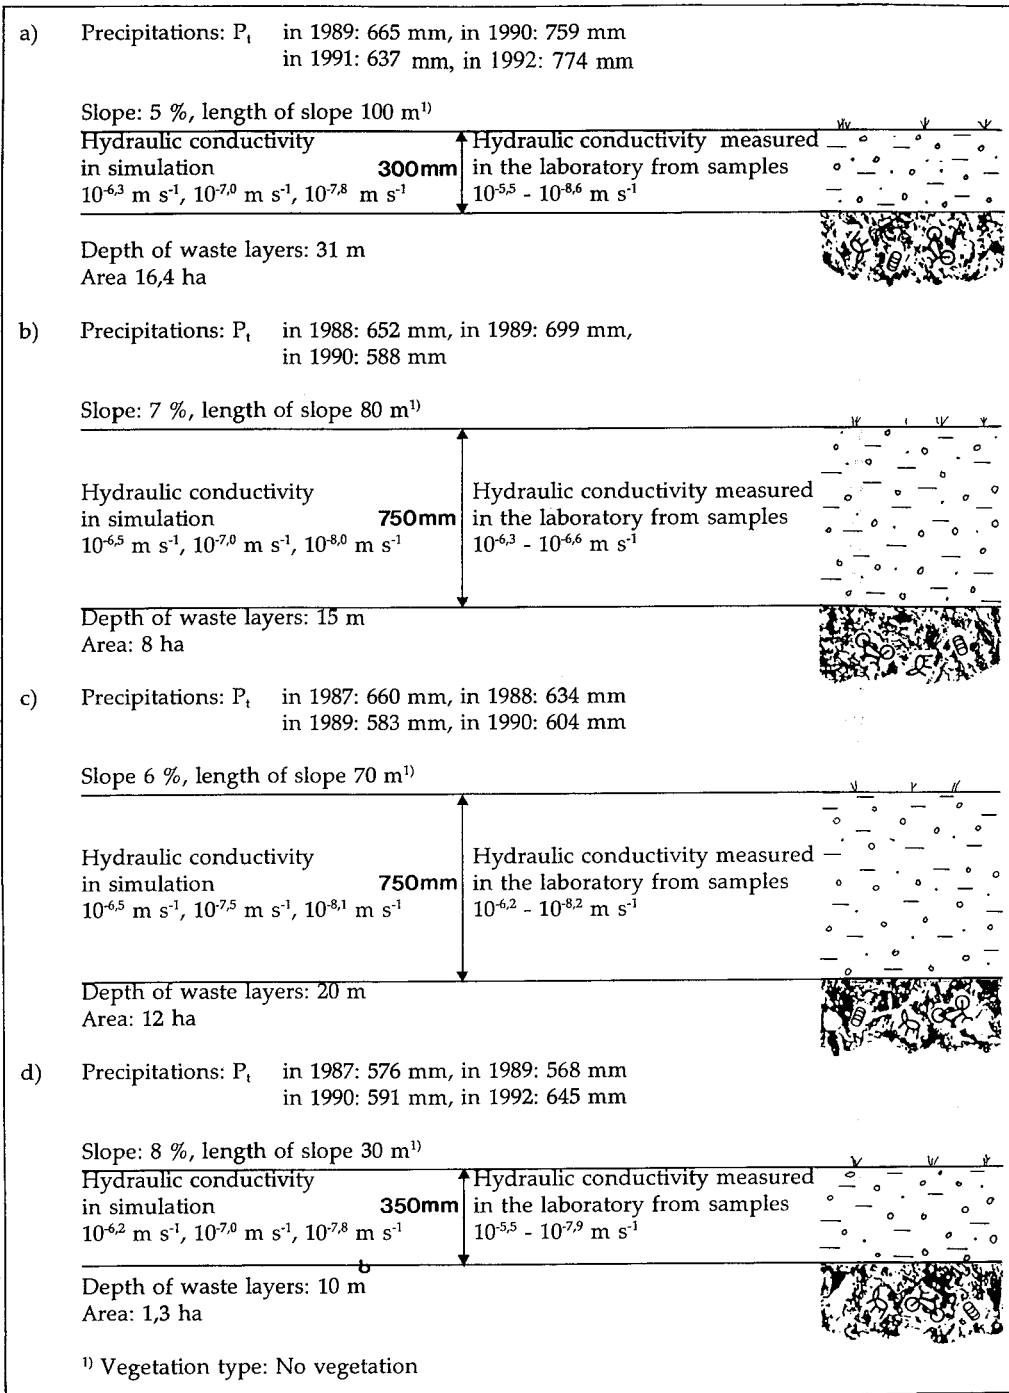 a) Precipitations: Pₜ in 1989: 665 mm, in 1990: 759 mm
in 1991: 637 mm, in 1992: 774 mm
Slope: 5 %, length of slope 100 m¹⁾
Hydraulic conductivity
in simulation
10⁻⁶,³ m s⁻¹, 10⁻⁷,⁰ m s⁻¹, 10⁻⁷,⁸ m s⁻¹
300mm
Hydraulic conductivity measured
in the laboratory from samples
10⁻⁵,⁵ - 10⁻⁸,⁶ m s⁻¹
Depth of waste layers: 31 m
Area 16,4 ha
b) Precipitations: Pₜ in 1988: 652 mm, in 1989: 699 mm,
in 1990: 588 mm
Slope: 7 %, length of slope 80 m¹⁾
Hydraulic conductivity
in simulation
10⁻⁶,⁵ m s⁻¹, 10⁻⁷,⁰ m s⁻¹, 10⁻⁸,⁰ m s⁻¹
750mm
Hydraulic conductivity measured
in the laboratory from samples
10⁻⁶,³ - 10⁻⁶,⁶ m s⁻¹
Depth of waste layers: 15 m
Area: 8 ha
c) Precipitations: Pₜ in 1987: 660 mm, in 1988: 634 mm
in 1989: 583 mm, in 1990: 604 mm
Slope 6 %, length of slope 70 m¹⁾
Hydraulic conductivity
in simulation
10⁻⁶,⁵ m s⁻¹, 10⁻⁷,⁵ m s⁻¹, 10⁻⁸,¹ m s⁻¹
750mm
Hydraulic conductivity measured
in the laboratory from samples
10⁻⁶,² - 10⁻⁸,² m s⁻¹
Depth of waste layers: 20 m
Area: 12 ha
d) Precipitations: Pₜ in 1987: 576 mm, in 1989: 568 mm
in 1990: 591 mm, in 1992: 645 mm
Slope: 8 %, length of slope 30 m¹⁾
Hydraulic conductivity
in simulation
10⁻⁶,² m s⁻¹, 10⁻⁷,⁰ m s⁻¹, 10⁻⁷,⁸ m s⁻¹
350mm
Hydraulic conductivity measured
in the laboratory from samples
10⁻⁵,⁵ - 10⁻⁷,⁹ m s⁻¹
Depth of waste layers: 10 m
Area: 1,3 ha
¹⁾ Vegetation type: No vegetation